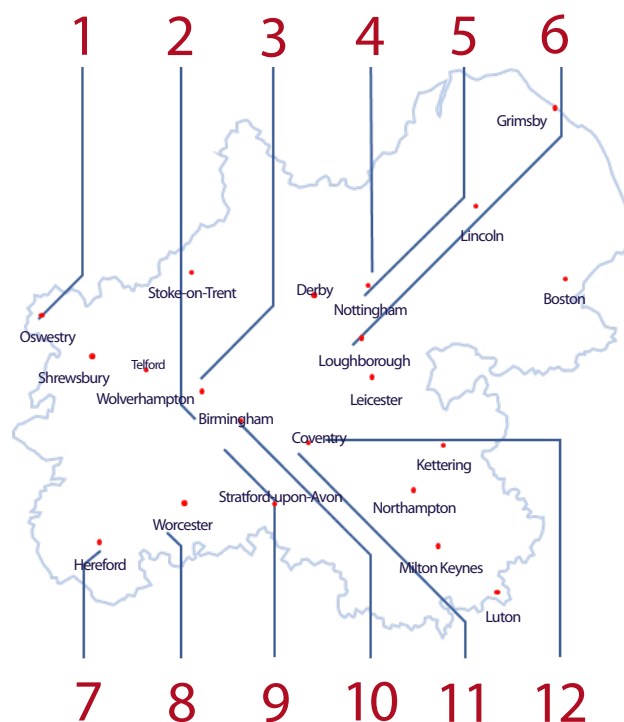 1 2 3 4 5 6
Grimsby
Lincoln
Stoke-on-Trent
Derby
Nottingham
Boston
Oswestry
Shrewsbury
Telford
Loughborough
Wolverhampton
Leicester
Birmingham
Coventry
Kettering
Stratford-upon-Avon
Northampton
Worcester
Hereford
Milton Keynes
Luton
7 8 9 10 11 12